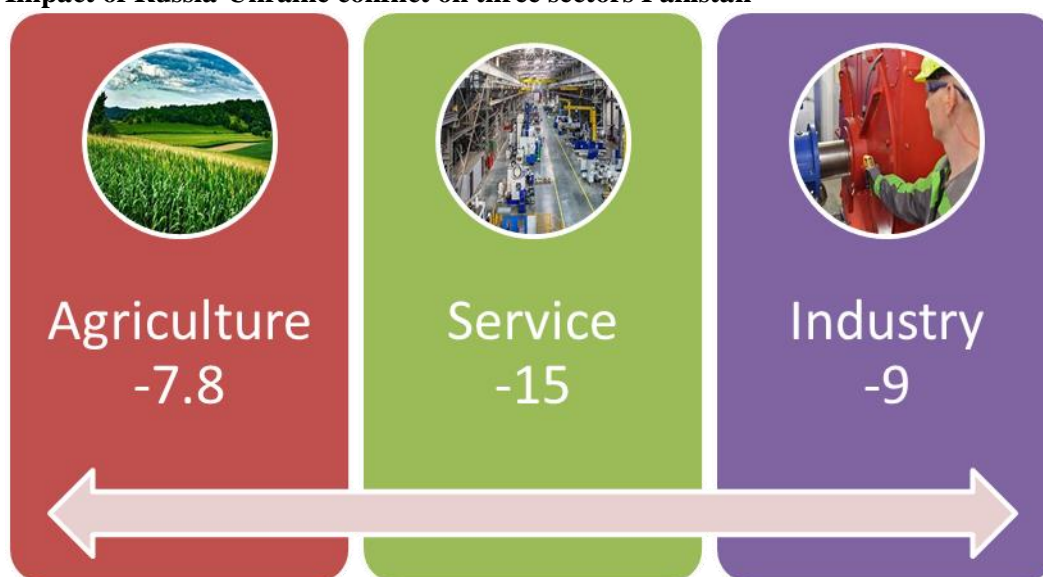 Impact of Russia-Ukraine conflict on three sectors Pakistan
Agriculture
-7.8
Service
-15
Industry
-9